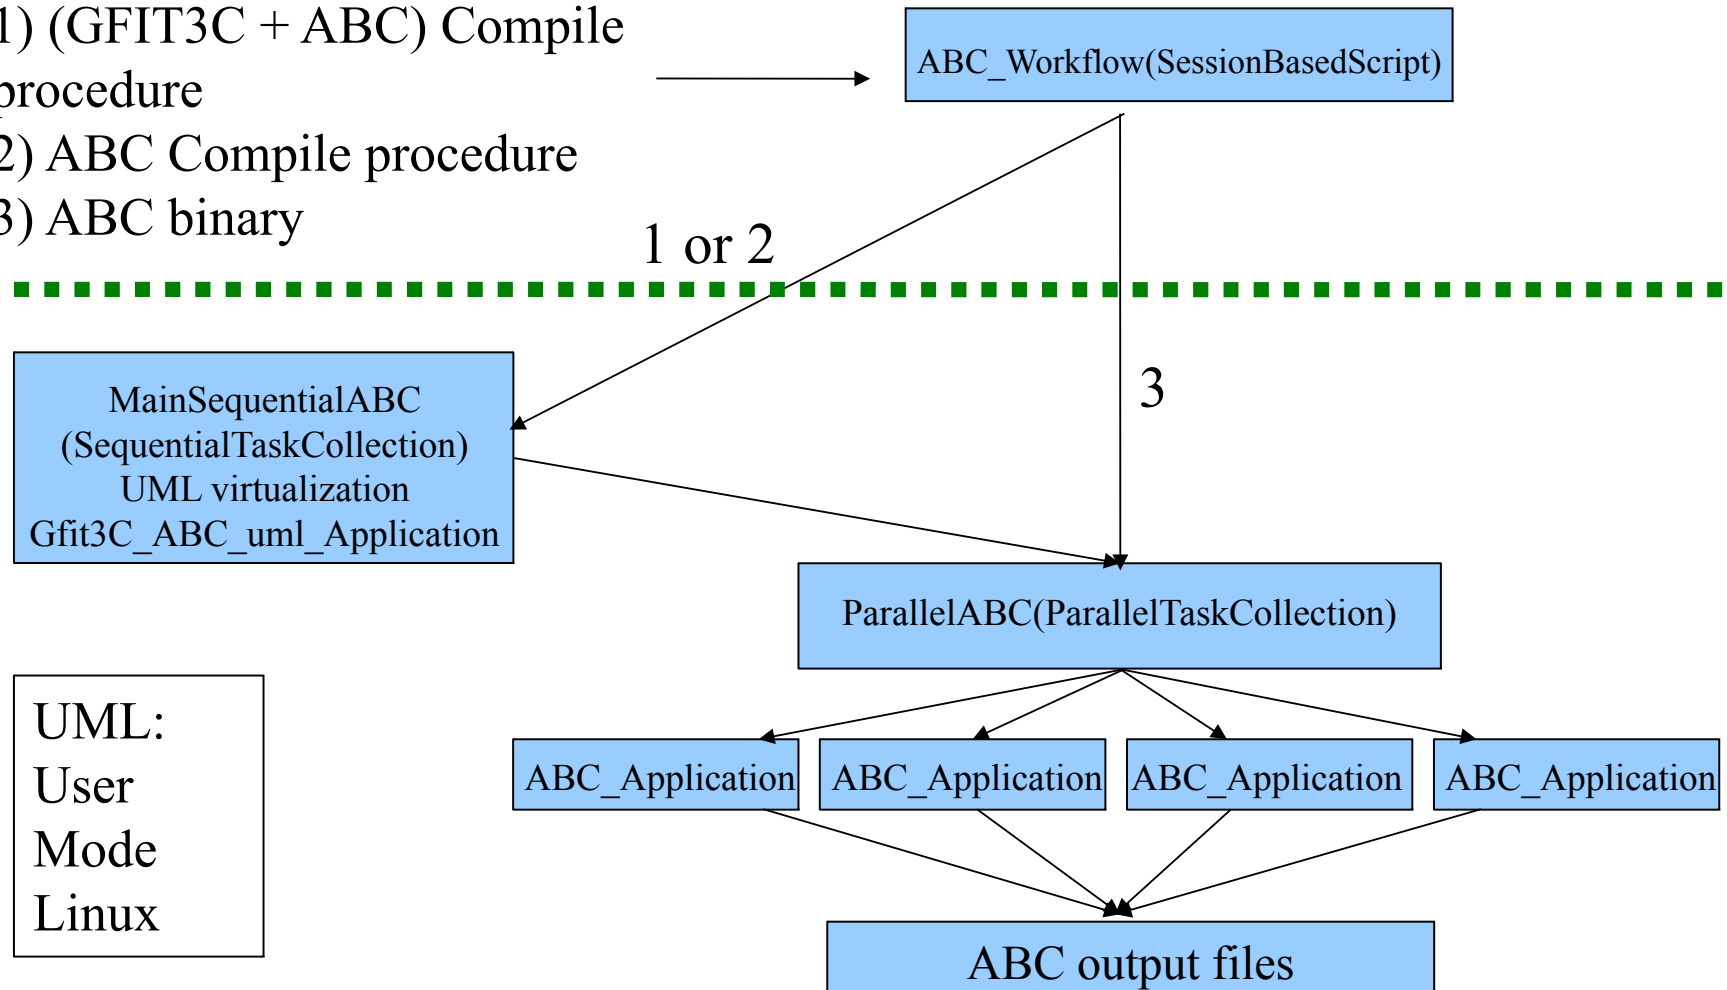 1) (GFIT3C + ABC) Compile
procedure
2) ABC Compile procedure
3) ABC binary
ABC_Workflow(SessionBasedScript)
1 or 2
3
MainSequentialABC
(SequentialTaskCollection)
UML virtualization
Gfit3C_ABC_uml_Application
ParallelABC(ParallelTaskCollection)
UML:
User
Mode
Linux
ABC_Application
ABC_Application
ABC_Application
ABC_Application
ABC output files